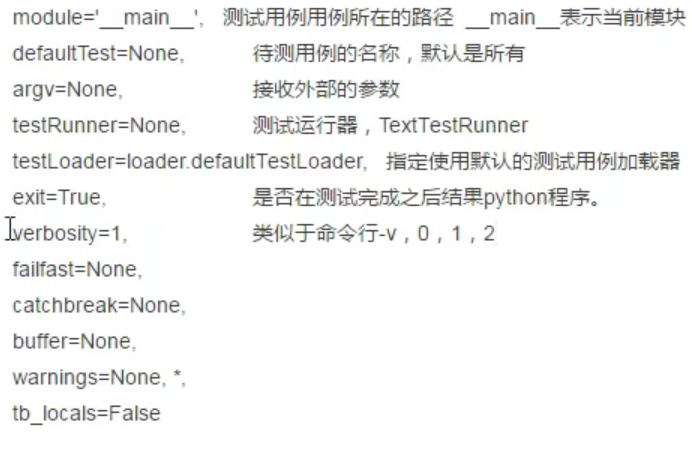 module='__main__', 测试用例用例所在的路径 __main__表示当前模块
defaultTest=None, 待测用例的名称，默认是所有
argv=None, 接收外部的参数
testRunner=None, 测试运行器，TextTestRunner
testLoader=loader.defaultTestLoader, 指定使用默认的测试用例加载器
exit=True, 是否在测试完成之后结果python程序。
verbosity=1, 类似于命令行-v，0，1，2
failfast=None,
catchbreak=None,
buffer=None,
warnings=None, *,
tb_locals=False